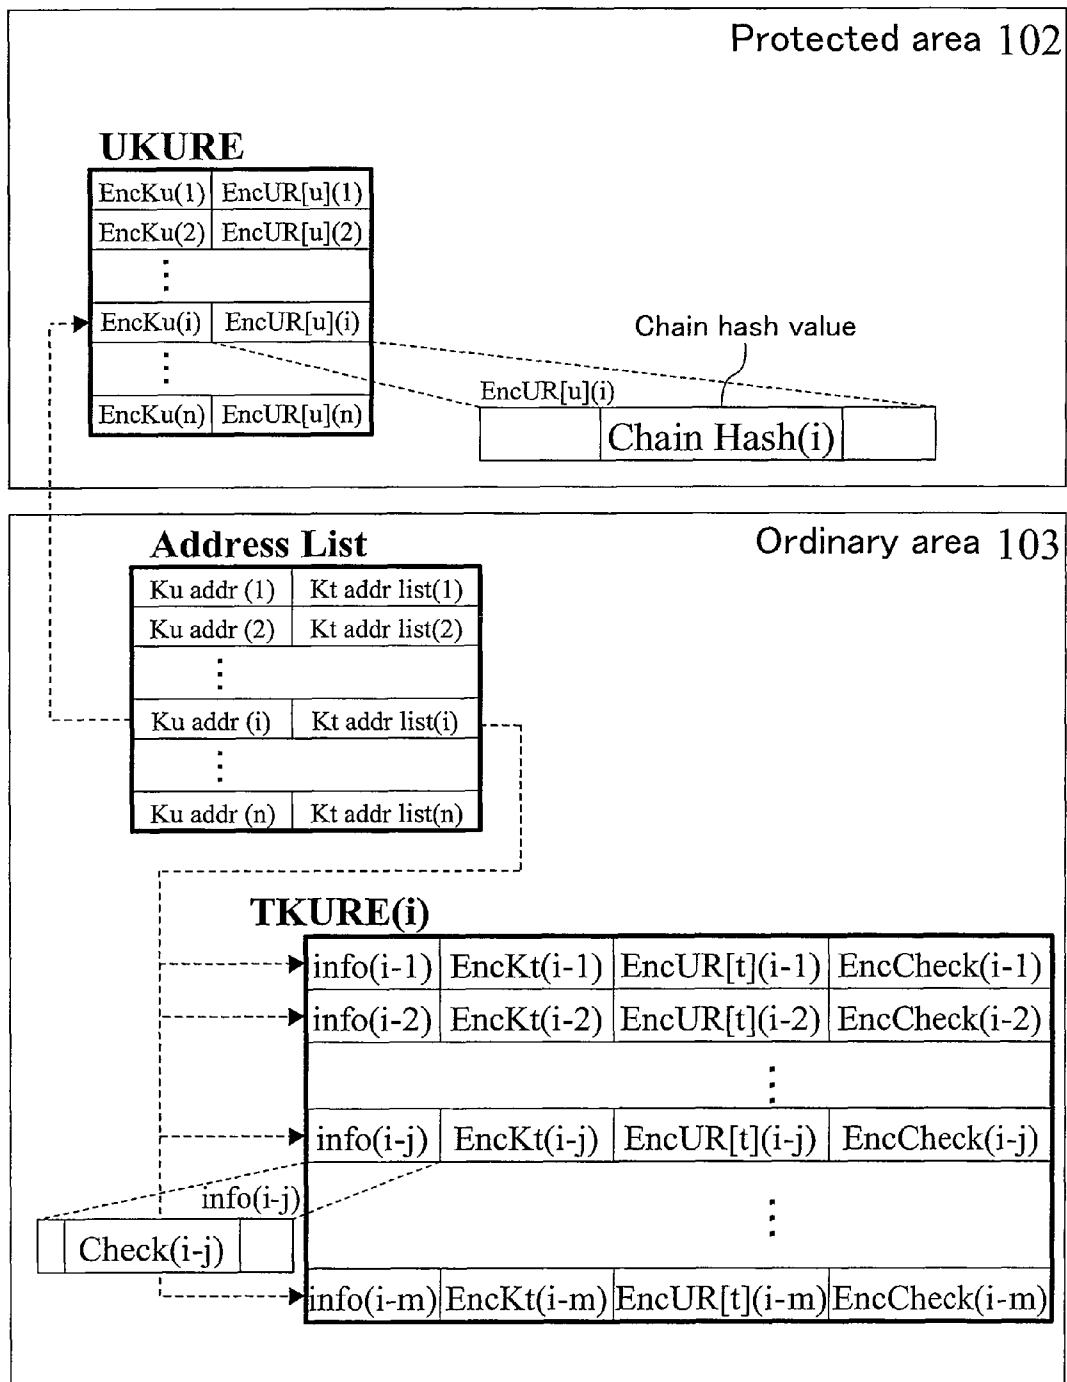 Protected area 102
UKURE
EncKu(1) EncUR[u](1)
EncKu(2) EncUR[u](2)
EncKu(i) EncUR[u](i)
EncKu(n) EncUR[u](n)
Chain hash value
EncUR[u](i)
Chain Hash(i)
Ordinary area 103
Address List
Ku addr (1) Kt addr list(1)
Ku addr (2) Kt addr list(2)
Ku addr (i) Kt addr list(i)
Ku addr (n) Kt addr list(n)
TKURE(i)
info(i-1) EncKt(i-1) EncUR[t](i-1) EncCheck(i-1)
info(i-2) EncKt(i-2) EncUR[t](i-2) EncCheck(i-2)
info(i-j) EncKt(i-j) EncUR[t](i-j) EncCheck(i-j)
info(i-j)
Check(i-j)
info(i-m) EncKt(i-m) EncUR[t](i-m) EncCheck(i-m)